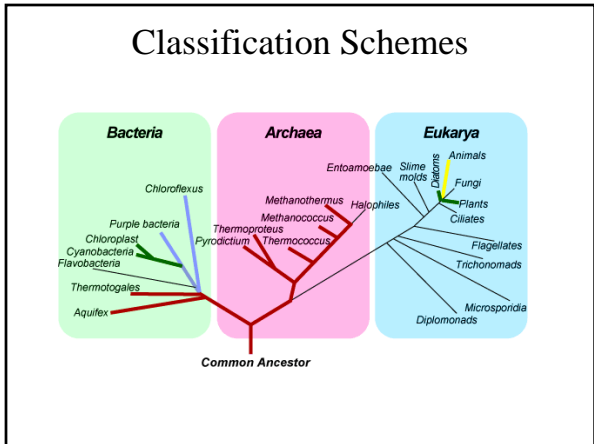 Classification Schemes
Bacteria
Archaea
Eukarya
Chloroflexus
Purple bacteria
Chloroplast
Cyanobacteria
Flavobacteria
Thermotogales
Aquifex
Methanothermus
Halophiles
Methanococcus
Thermoproteus
Pyrodictium
Thermococcus
Entoamoebae
Slime
molds
Diatoms
Animals
Fungi
Plants
Ciliates
Flagellates
Trichonomads
Microsporidia
Diplomonads
Common Ancestor